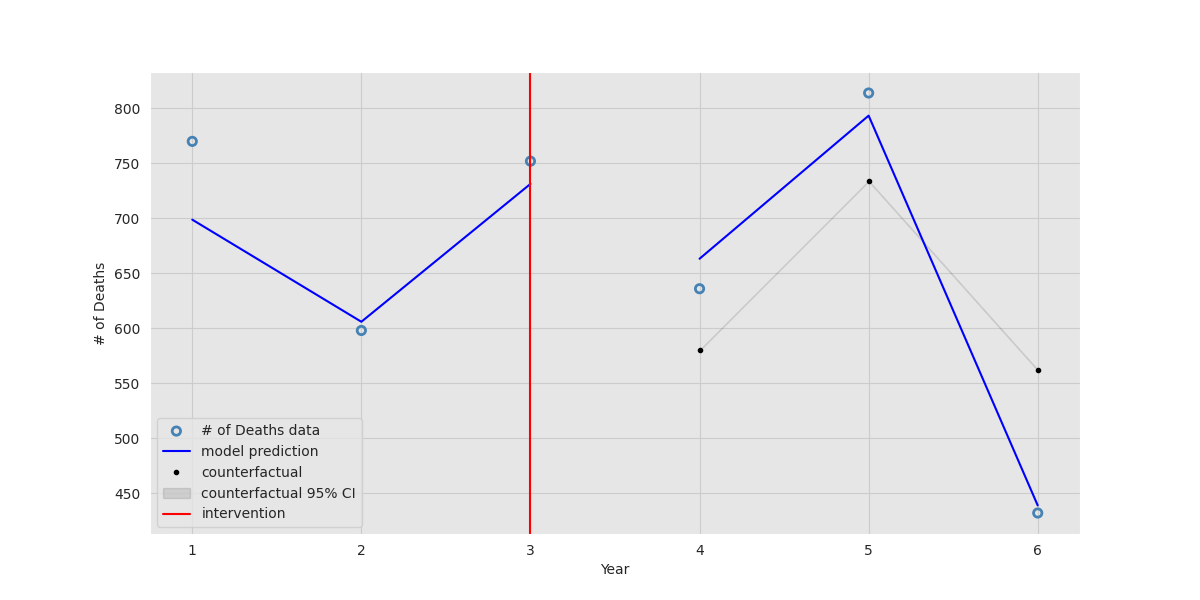 800
750
700
650
600
550
500
450
# of Deaths
# of Deaths data
model prediction
counterfactual
counterfactual 95% CI
intervention
1 2 3 4 5 6
Year